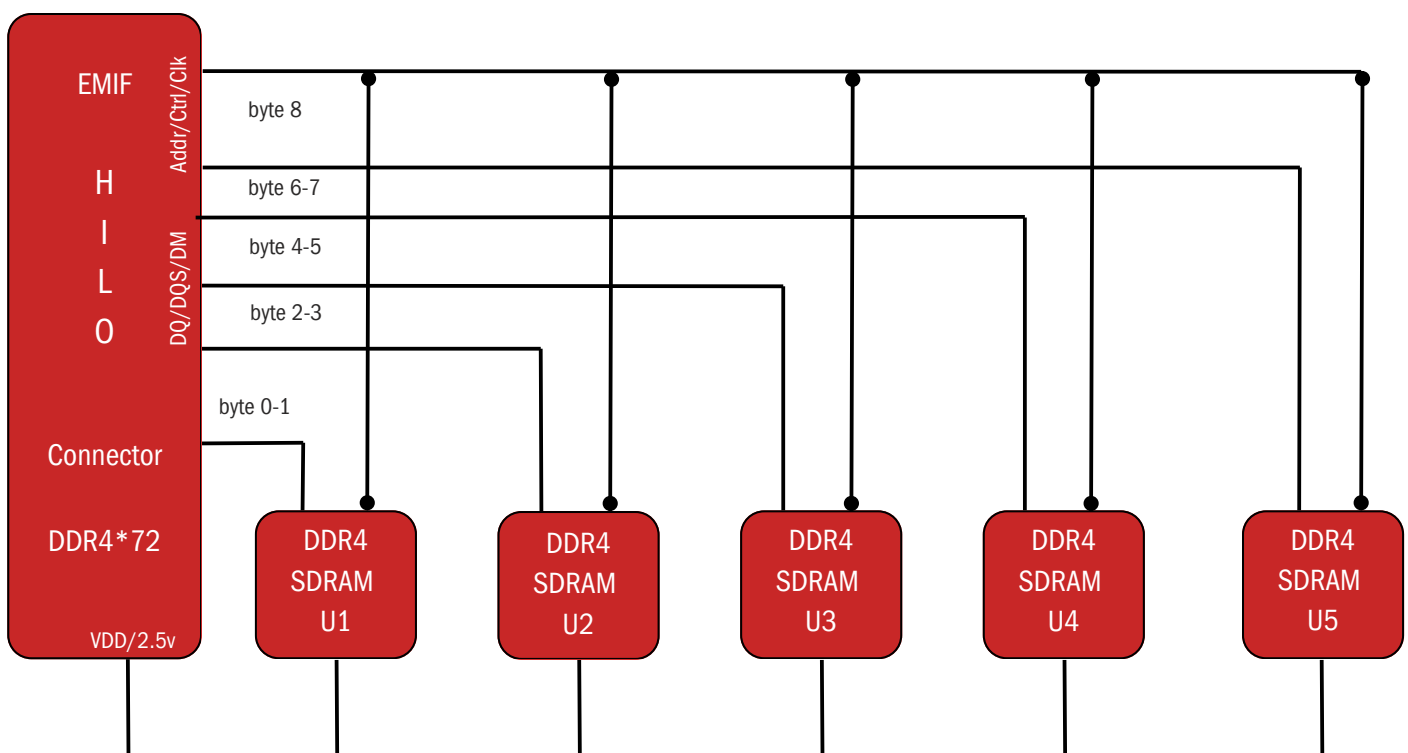 EMIF
Addr/Ctrl/Clk
H
I
L
O
DQ/DQS/DM
Connector
DDR4*72
VDD/2.5v
byte 8
byte 6-7
byte 4-5
byte 2-3
byte 0-1
DDR4
SDRAM
U1
DDR4
SDRAM
U2
DDR4
SDRAM
U3
DDR4
SDRAM
U4
DDR4
SDRAM
U5